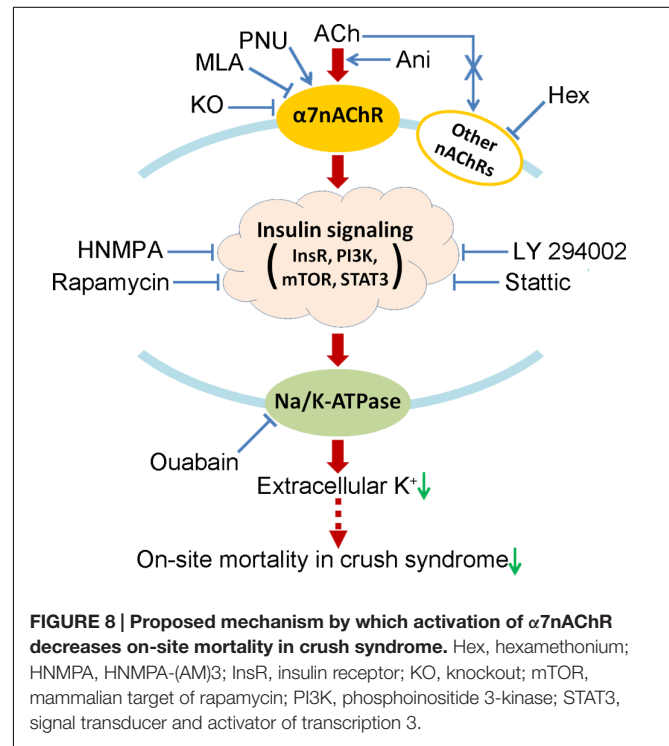 PNU
ACh
MLA
Ani
KO
α7nAChR
Hex
Other
nAChRs
Insulin signaling
HNMPA
(InsR, PI3K,
LY 294002
Rapamycin
mTOR, STAT3)
Stattic
Na/K-ATPase
Ouabain
Extracellular K⁺↓
On-site mortality in crush syndrome↓
FIGURE 8 | Proposed mechanism by which activation of α7nAChR
decreases on-site mortality in crush syndrome. Hex, hexamethonium;
HNMPA, HNMPA-(AM)3; InsR, insulin receptor; KO, knockout; mTOR,
mammalian target of rapamycin; PI3K, phosphoinositide 3-kinase; STAT3,
signal transducer and activator of transcription 3.